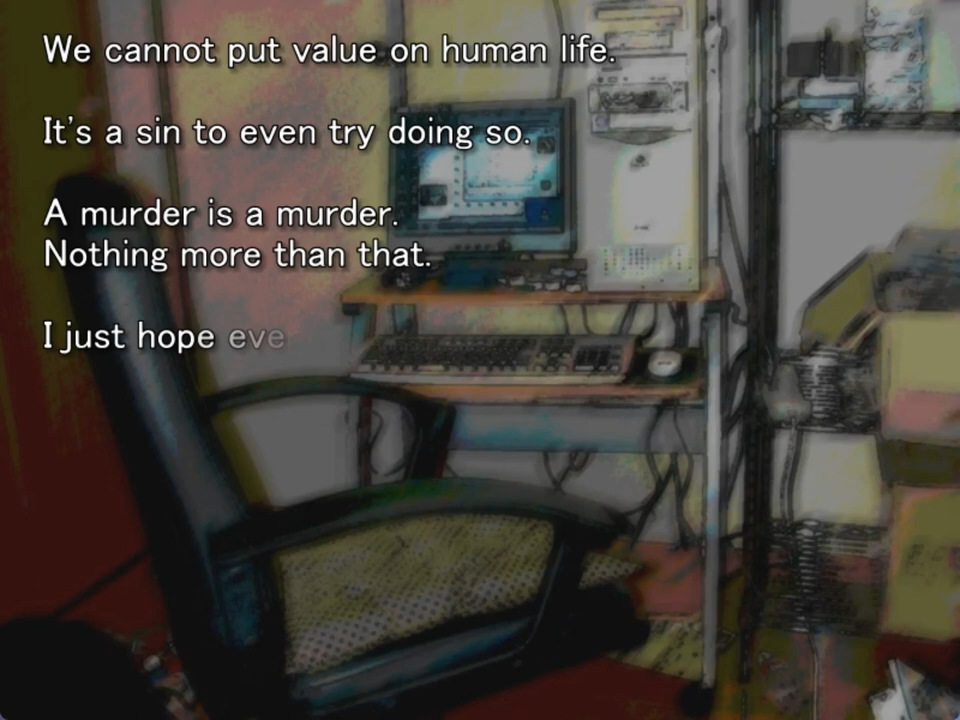 We cannot put value on human life.
It's a sin to even try doing so.
A murder is a murder.
Nothing more than that.
I just hope eve